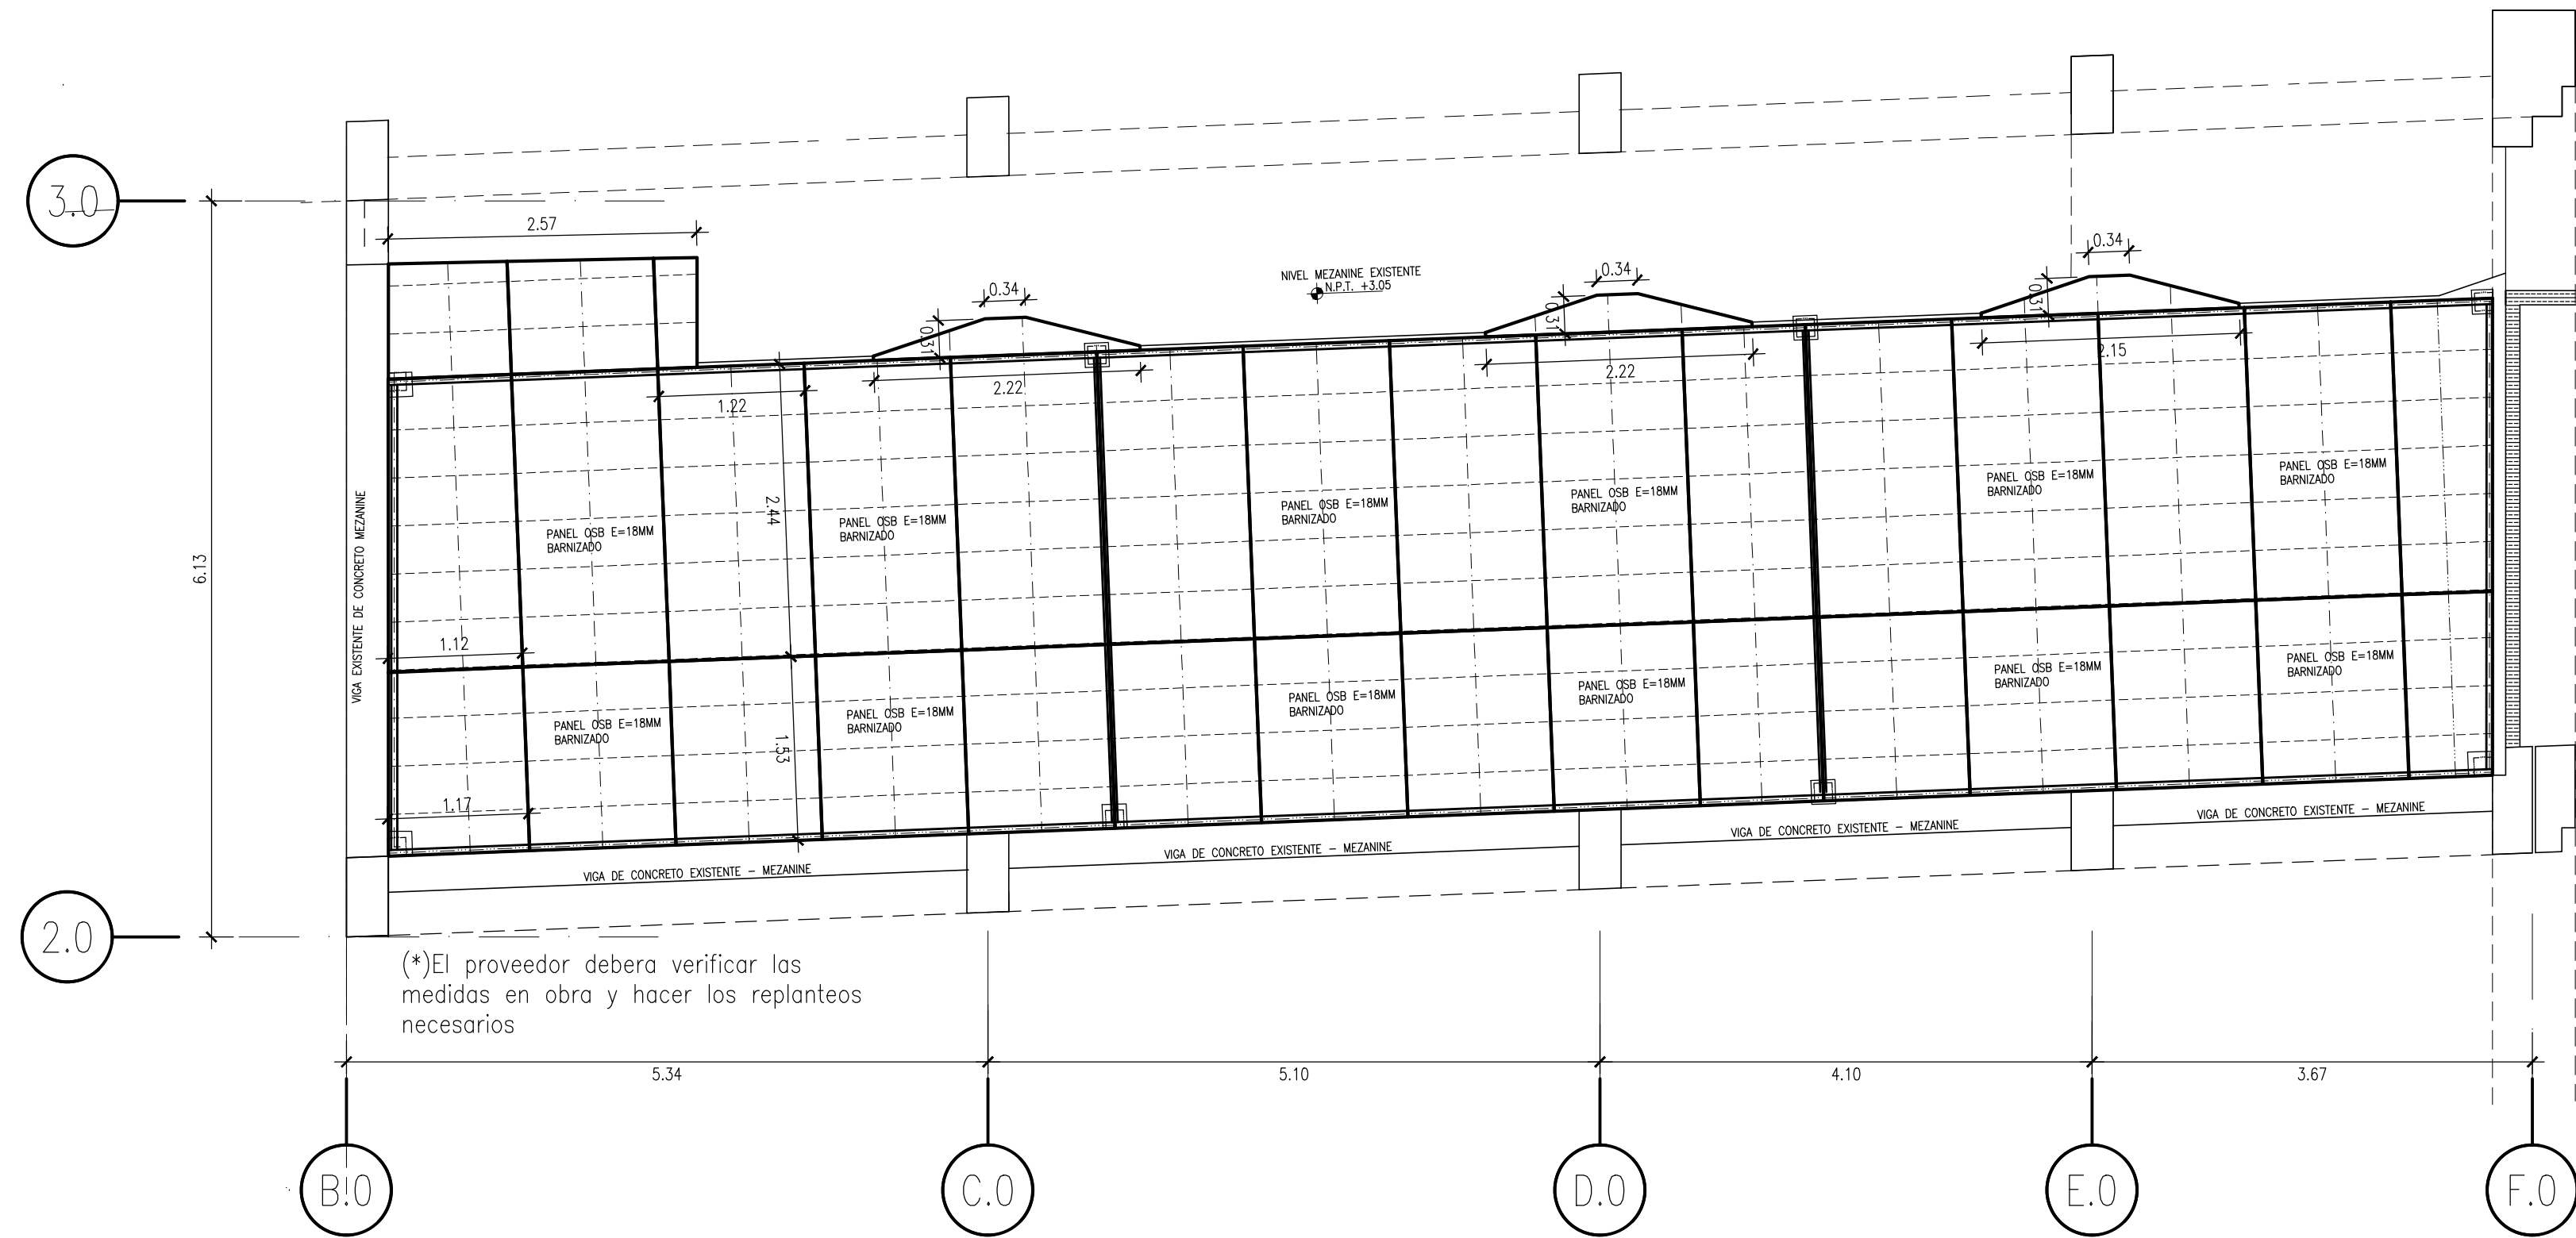 3.0
2.57
NIVEL MEZANINE EXISTENTE
N.P.T. +3.05
0.34
0.34
0.34
0.31
0.31
0.31
1.22
2.22
2.22
2.15
VIGA EXISTENTE DE CONCRETO MEZANINE
6.13
2.44
PANEL OSB E=18MM
BARNIZADO
PANEL OSB E=18MM
BARNIZADO
PANEL OSB E=18MM
BARNIZADO
PANEL OSB E=18MM
BARNIZADO
PANEL OSB E=18MM
BARNIZADO
PANEL OSB E=18MM
BARNIZADO
1.12
PANEL OSB E=18MM
BARNIZADO
PANEL OSB E=18MM
BARNIZADO
PANEL OSB E=18MM
BARNIZADO
PANEL OSB E=18MM
BARNIZADO
PANEL OSB E=18MM
BARNIZADO
PANEL OSB E=18MM
BARNIZADO
1.53
1.17
VIGA DE CONCRETO EXISTENTE - MEZANINE
VIGA DE CONCRETO EXISTENTE - MEZANINE
VIGA DE CONCRETO EXISTENTE - MEZANINE
VIGA DE CONCRETO EXISTENTE - MEZANINE
2.0
(*)El proveedor debera verificar las
medidas en obra y hacer los replanteos
necesarios
5.34
5.10
4.10
3.67
B.0
C.0
D.0
E.0
F.0